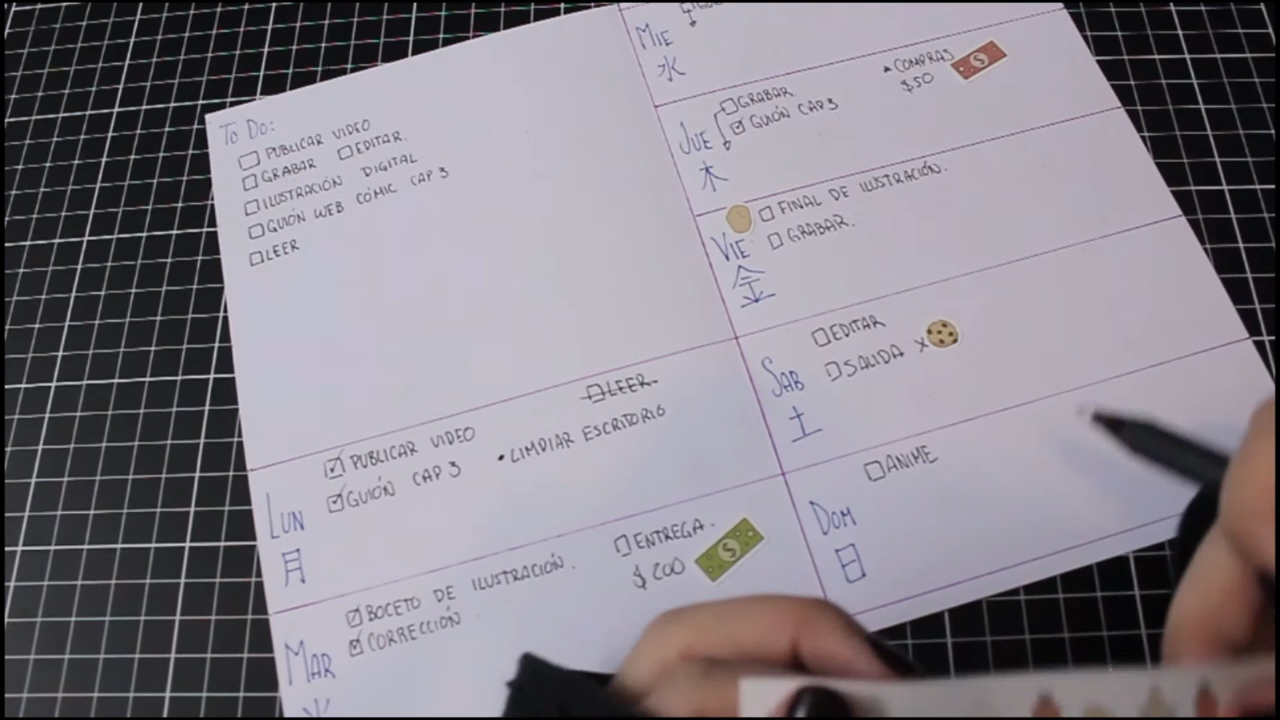 To Do:
PUBLICAR VIDEO
GRABAR EDITAR.
ILUSTRACIÓN DIGITAL
GUIÓN WEB CÓMIC CAP 3
LEER
LEER
PUBLICAR VIDEO
GUIÓN CAP 3
• LIMPIAR ESCRITORIO
LUN
月
BOCETO DE ILUSTRACIÓN.
CORRECCIÓN
ENTREGA.
$200
$
MAR
MIE
水
GRABAR
GUIÓN CAP 3
COMPRAS
$50
$
JUE
木
FINAL DE ILUSTRACIÓN.
GRABAR.
VIE
金
EDITAR
SALIDA x
SAB
土
ANIME
DOM
日